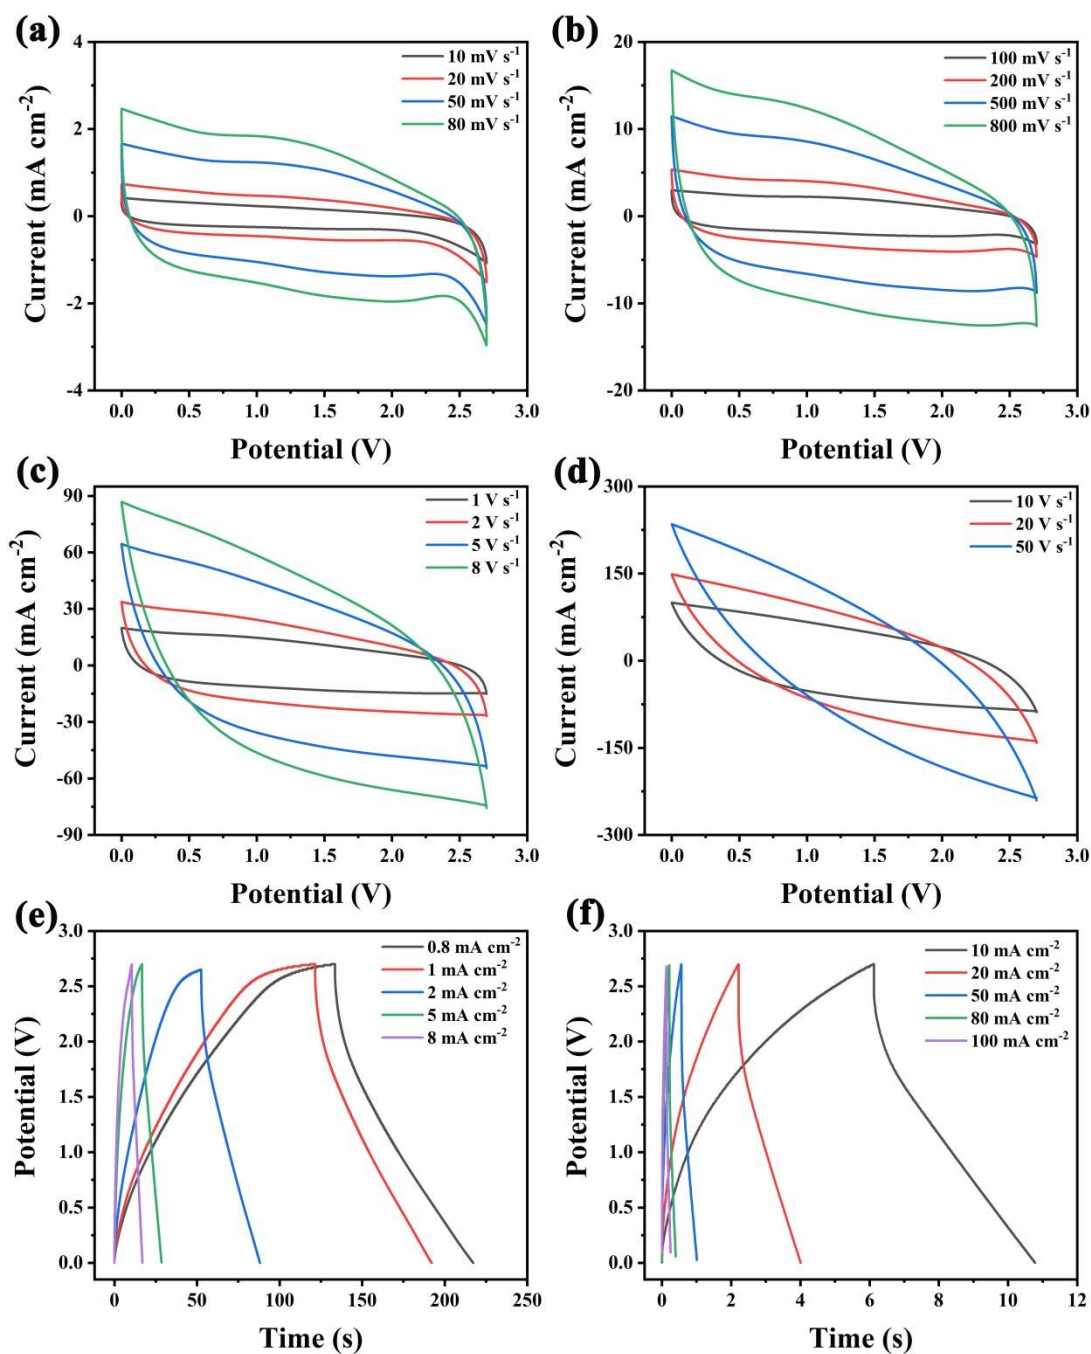 (a)
4
2
0
-2
-4
Current (mA cm⁻²)
10 mV s⁻¹
20 mV s⁻¹
50 mV s⁻¹
80 mV s⁻¹
0.0 0.5 1.0 1.5 2.0 2.5 3.0
Potential (V)
(b)
20
10
0
-10
-20
Current (mA cm⁻²)
100 mV s⁻¹
200 mV s⁻¹
500 mV s⁻¹
800 mV s⁻¹
0.0 0.5 1.0 1.5 2.0 2.5 3.0
Potential (V)
(c)
90
60
30
0
-30
-60
-90
Current (mA cm⁻²)
1 V s⁻¹
2 V s⁻¹
5 V s⁻¹
8 V s⁻¹
0.0 0.5 1.0 1.5 2.0 2.5 3.0
Potential (V)
(d)
300
150
0
-150
-300
Current (mA cm⁻²)
10 V s⁻¹
20 V s⁻¹
50 V s⁻¹
0.0 0.5 1.0 1.5 2.0 2.5 3.0
Potential (V)
(e)
3.0
2.5
2.0
1.5
1.0
0.5
0.0
Potential (V)
0.8 mA cm⁻²
1 mA cm⁻²
2 mA cm⁻²
5 mA cm⁻²
8 mA cm⁻²
0 50 100 150 200 250
Time (s)
(f)
3.0
2.5
2.0
1.5
1.0
0.5
0.0
Potential (V)
10 mA cm⁻²
20 mA cm⁻²
50 mA cm⁻²
80 mA cm⁻²
100 mA cm⁻²
0 2 4 6 8 10 12
Time (s)